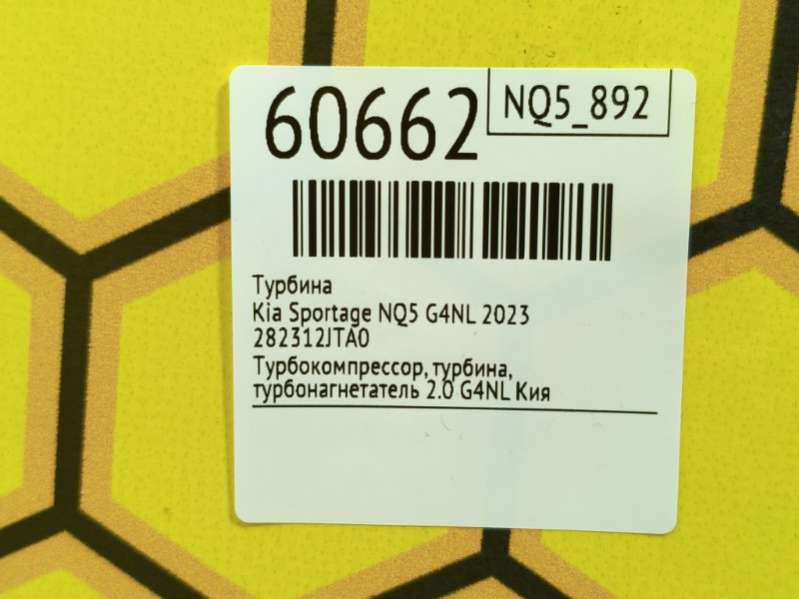 60662
NQ5_892
Турбина
Kia Sportage NQ5 G4NL 2023
282312JTA0
Турбокомпрессор, турбина,
турбонагнетатель 2.0 G4NL Кия